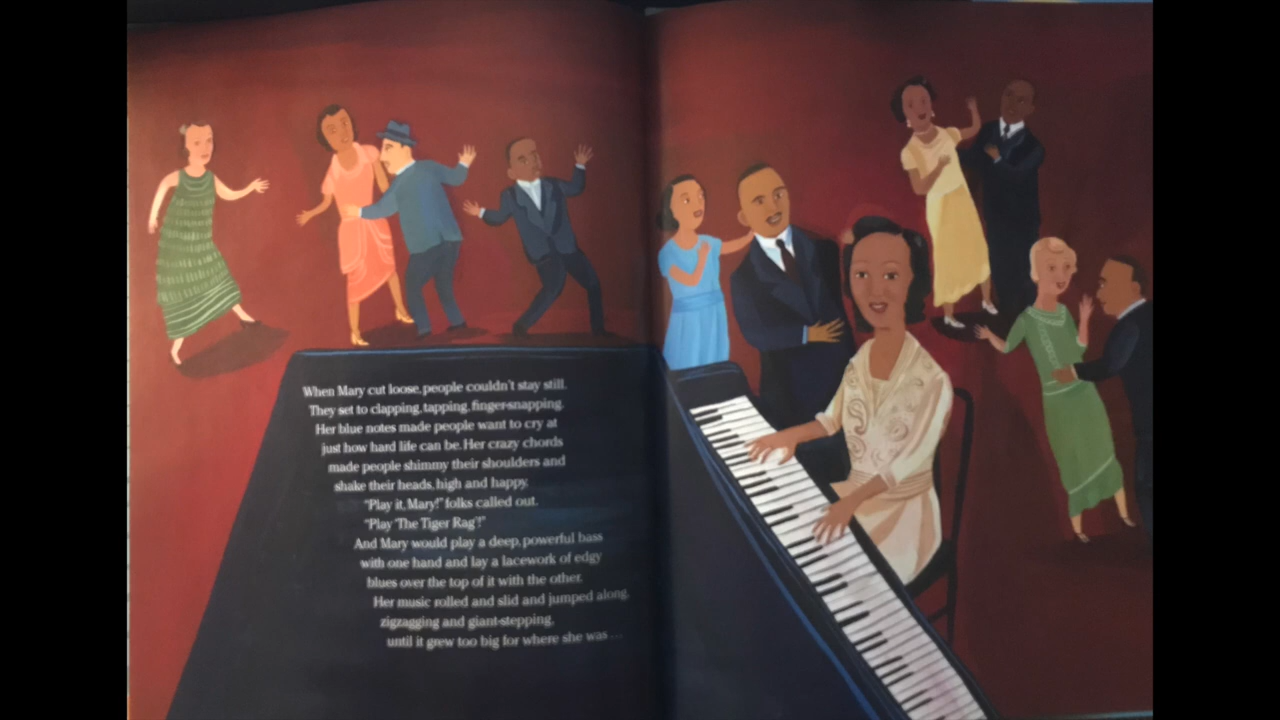 When Mary cut loose, people couldn't stay still.
They set to clapping, tapping, finger-snapping.
Her blue notes made people want to cry at
just how hard life can be. Her crazy chords
made people shimmy their shoulders and
shake their heads, high and happy.
"Play it, Mary!" folks called out.
"Play 'The Tiger Rag'!"
And Mary would play a deep, powerful bass
with one hand and lay a lacework of edgy
blues over the top of it with the other.
Her music rolled and slid and jumped along,
zigzagging and giant-stepping,
until it grew too big for where she was ...